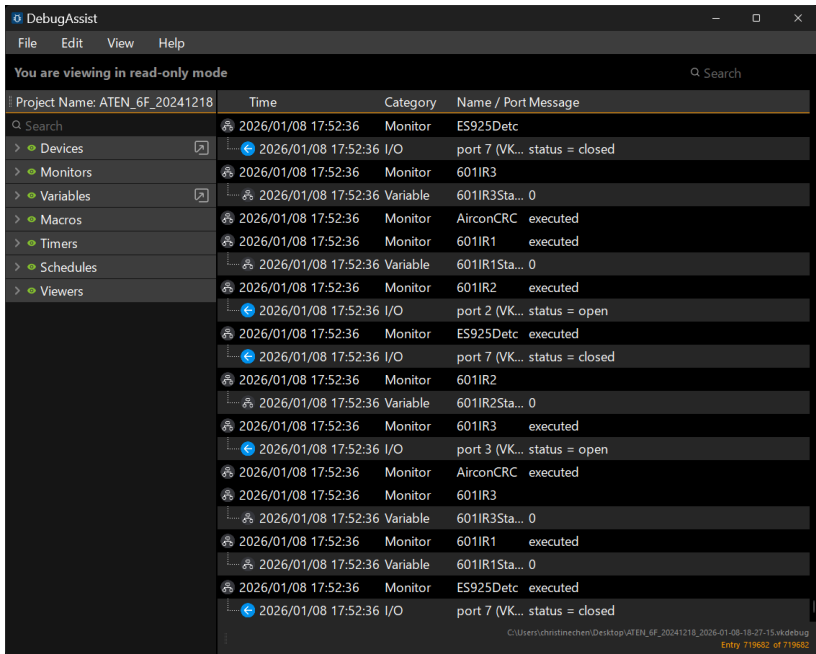 DebugAssist
File Edit View Help
You are viewing in read-only mode
Search
Project Name: ATEN_6F_20241218
Search
Devices
Monitors
Variables
Macros
Timers
Schedules
Viewers
Time Category Name / Port Message
2026/01/08 17:52:36 Monitor ES925Detc
2026/01/08 17:52:36 I/O port 7 (VK... status = closed
2026/01/08 17:52:36 Monitor 601IR3
2026/01/08 17:52:36 Variable 601IR3Sta... 0
2026/01/08 17:52:36 Monitor AirconCRC executed
2026/01/08 17:52:36 Monitor 601IR1 executed
2026/01/08 17:52:36 Variable 601IR1Sta... 0
2026/01/08 17:52:36 Monitor 601IR2 executed
2026/01/08 17:52:36 I/O port 2 (VK... status = open
2026/01/08 17:52:36 Monitor ES925Detc executed
2026/01/08 17:52:36 I/O port 7 (VK... status = closed
2026/01/08 17:52:36 Monitor 601IR2
2026/01/08 17:52:36 Variable 601IR2Sta... 0
2026/01/08 17:52:36 Monitor 601IR3 executed
2026/01/08 17:52:36 I/O port 3 (VK... status = open
2026/01/08 17:52:36 Monitor AirconCRC executed
2026/01/08 17:52:36 Monitor 601IR3
2026/01/08 17:52:36 Variable 601IR3Sta... 0
2026/01/08 17:52:36 Monitor 601IR1 executed
2026/01/08 17:52:36 Variable 601IR1Sta... 0
2026/01/08 17:52:36 Monitor ES925Detc executed
2026/01/08 17:52:36 I/O port 7 (VK... status = closed
C:\Users\christinechen\Desktop\ATEN_6F_20241218_2026-01-08-18-27-15.vkdebug
Entry 719682 of 719682